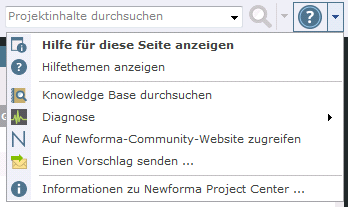 Projektinhalte durchsuchen
Hilfe für diese Seite anzeigen
Hilfethemen anzeigen
Knowledge Base durchsuchen
Diagnose
Auf Newforma-Community-Website zugreifen
Einen Vorschlag senden ...
Informationen zu Newforma Project Center ...